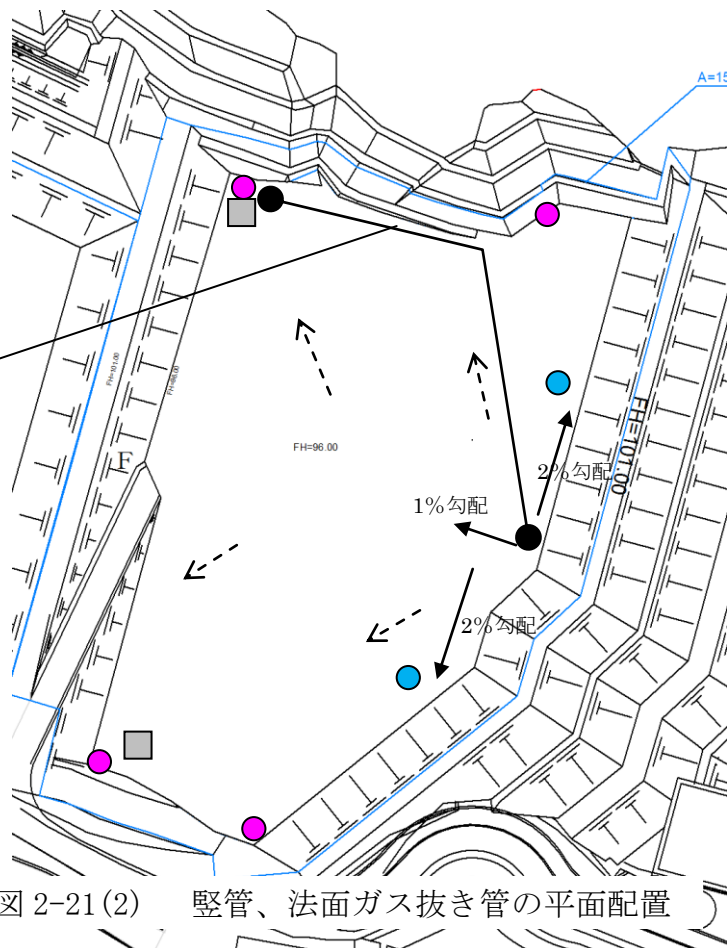 A=15
FH=101.00
FH=96.00
FH=96.00
FH=101.00
F
2%勾配
1%勾配
2%勾配
図 2-21(2) 竪管、法面ガス抜き管の平面配置